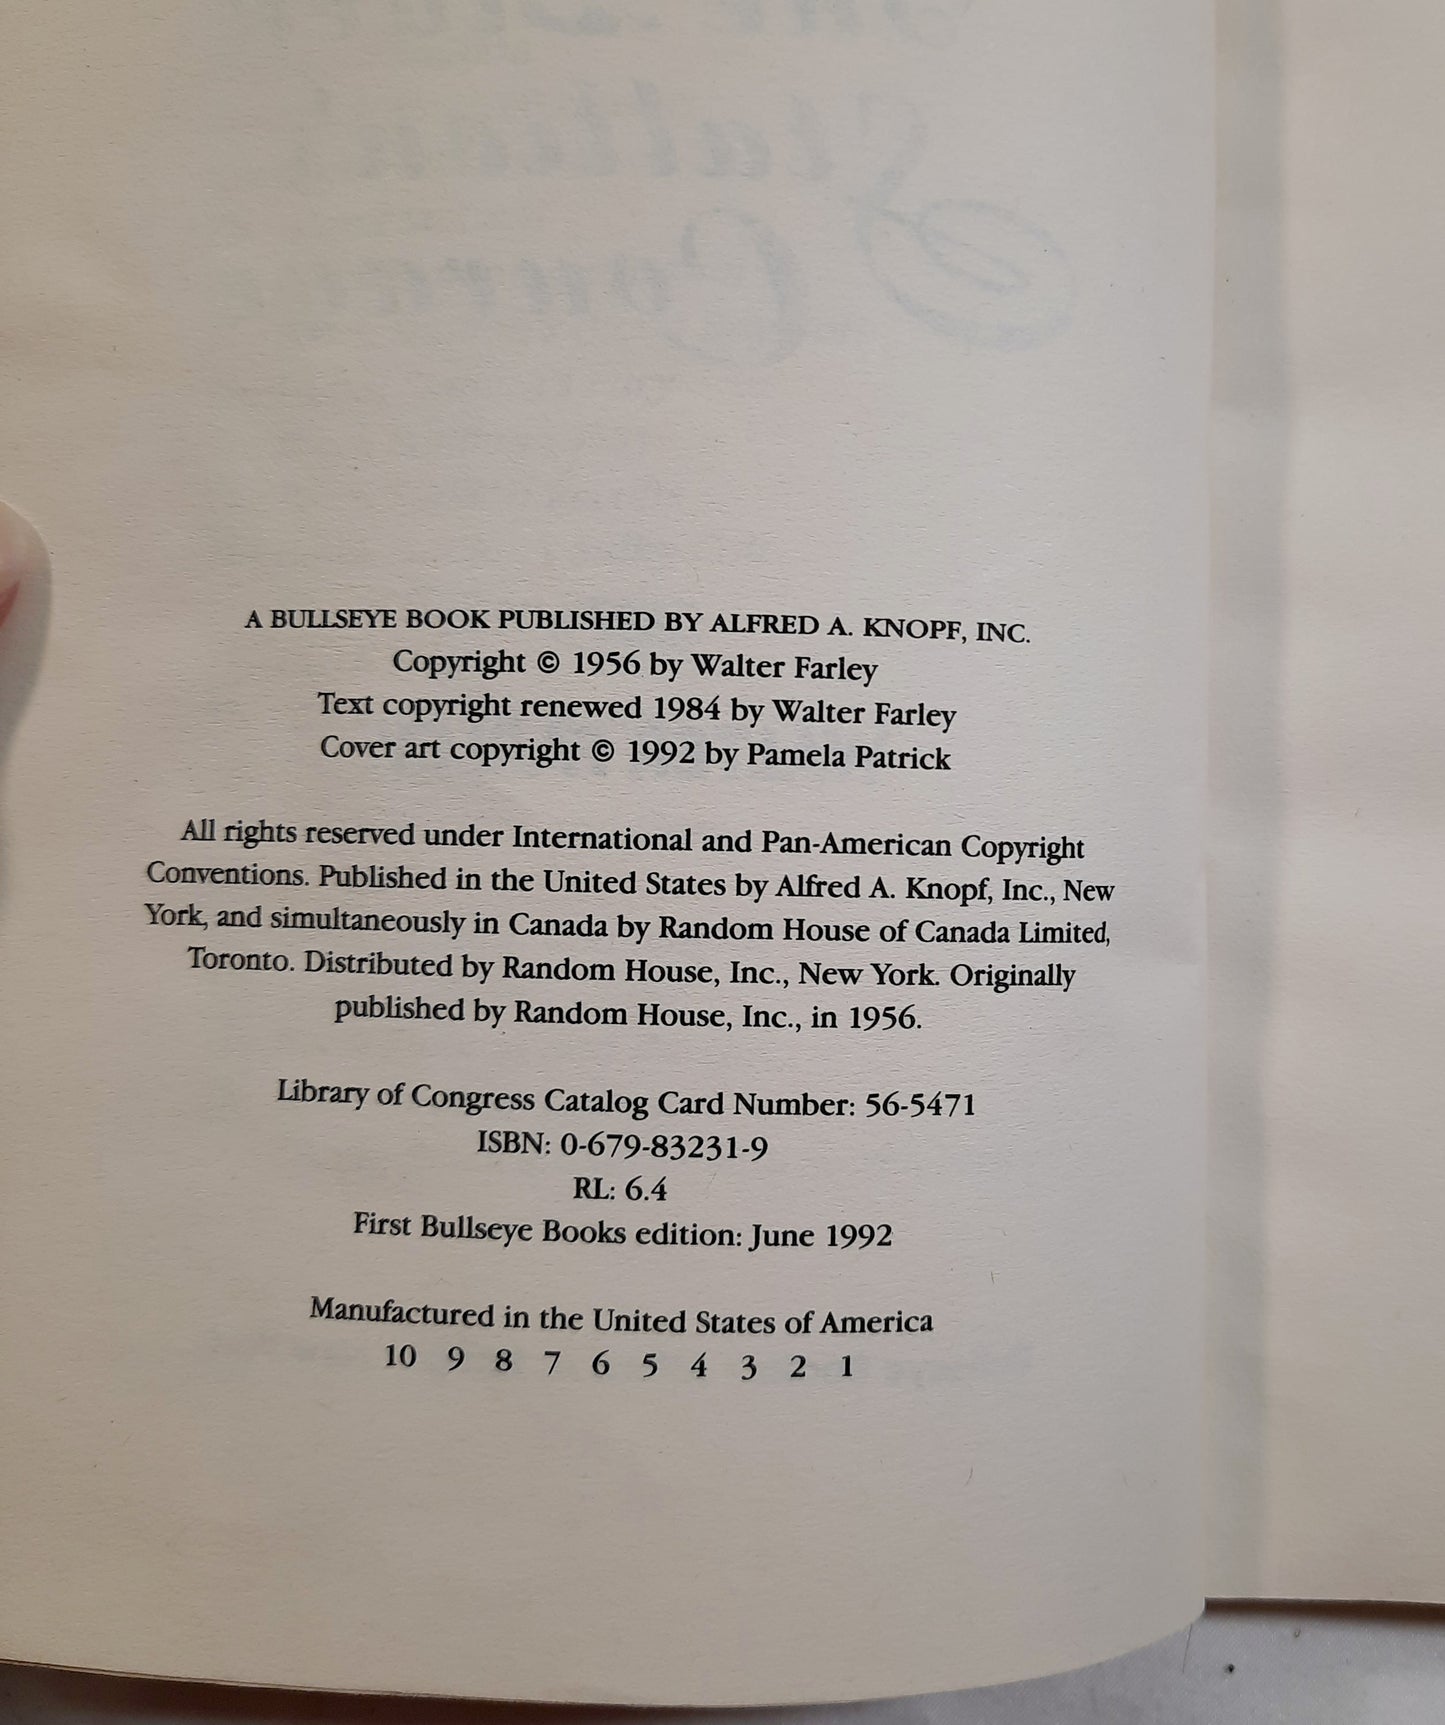 A BULLSEYE BOOK PUBLISHED BY ALFRED A. KNOPF, INC.
Copyright © 1956 by Walter Farley
Text copyright renewed 1984 by Walter Farley
Cover art copyright © 1992 by Pamela Patrick
All rights reserved under International and Pan-American Copyright
Conventions. Published in the United States by Alfred A. Knopf, Inc., New
York, and simultaneously in Canada by Random House of Canada Limited,
Toronto. Distributed by Random House, Inc., New York. Originally
published by Random House, Inc., in 1956.
Library of Congress Catalog Card Number: 56-5471
ISBN: 0-679-83231-9
RL: 6.4
First Bullseye Books edition: June 1992
Manufactured in the United States of America
10 9 8 7 6 5 4 3 2 1